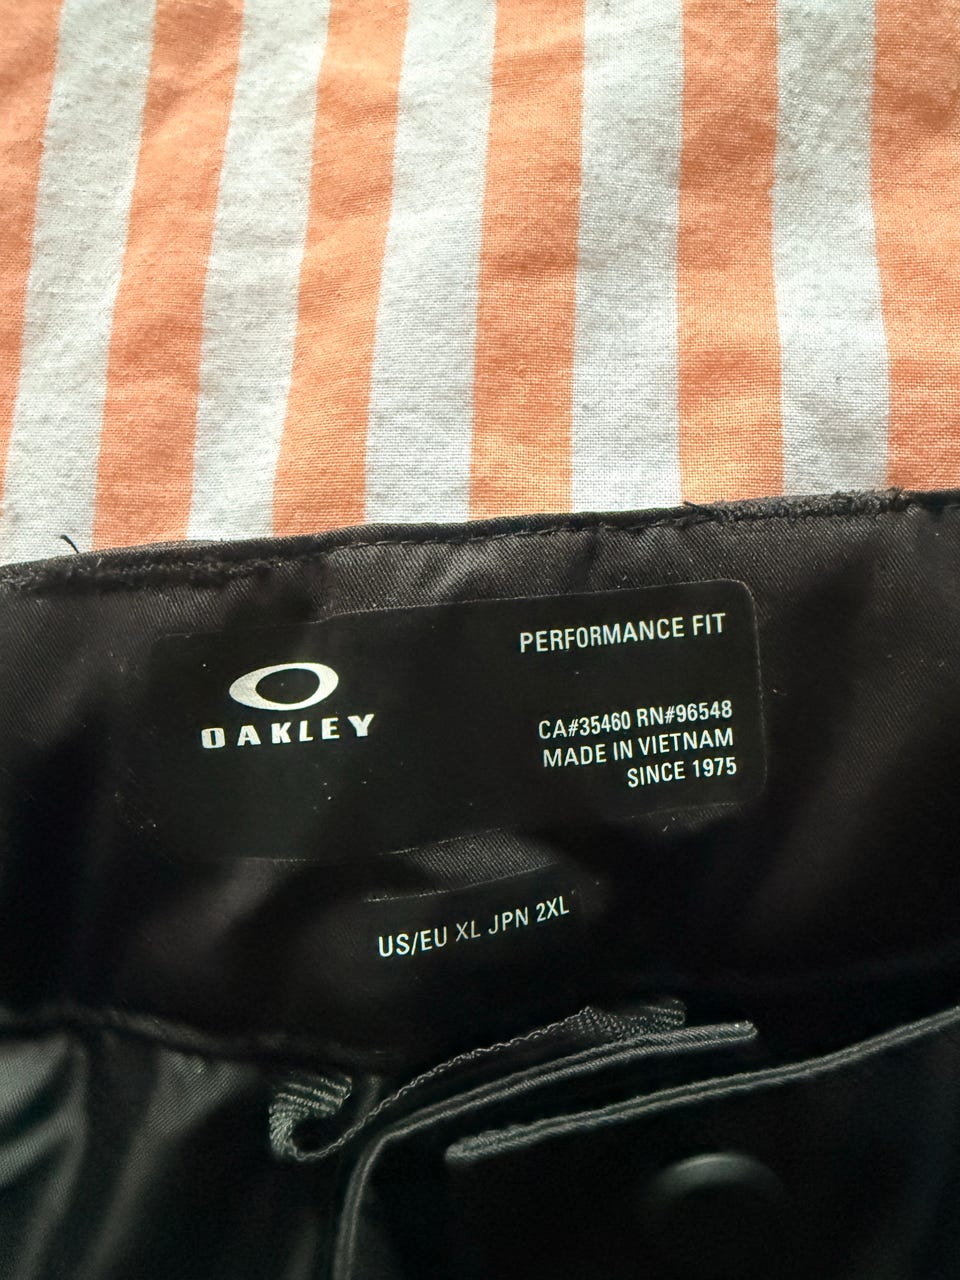 OAKLEY
PERFORMANCE FIT
CA#35460 RN#96548
MADE IN VIETNAM
SINCE 1975
US/EU XL JPN 2XL